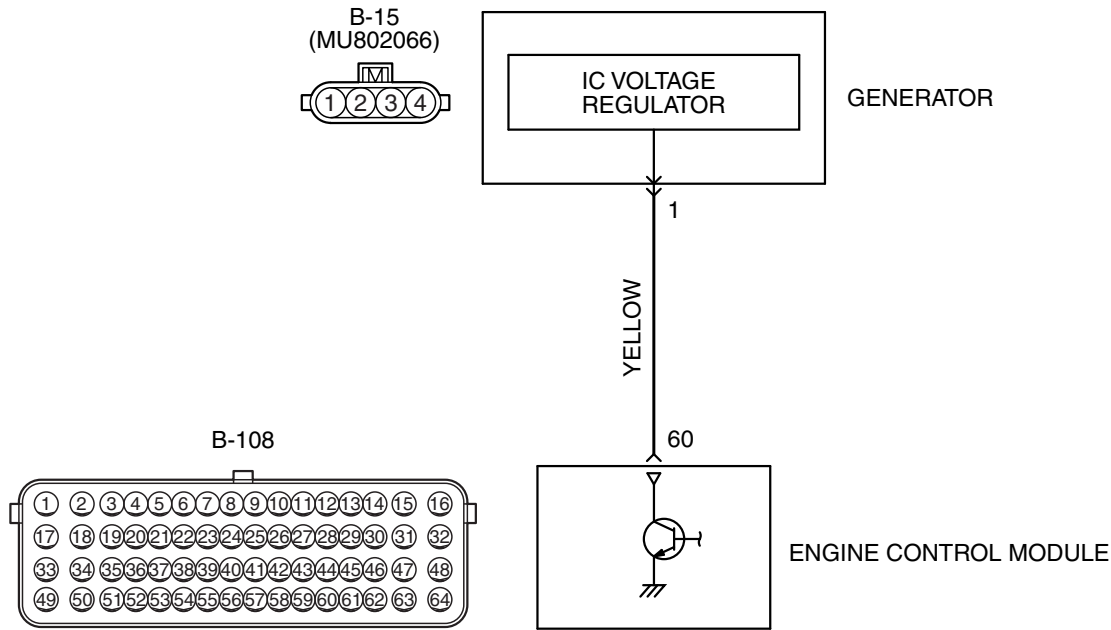 B-15
(MU802066)
1 2 3 4
IC VOLTAGE
REGULATOR
GENERATOR
1
YELLOW
60
B-108
1 2 3 4 5 6 7 8 9 10 11 12 13 14 15 16
17 18 19 20 21 22 23 24 25 26 27 28 29 30 31 32
33 34 35 36 37 38 39 40 41 42 43 44 45 46 47 48
49 50 51 52 53 54 55 56 57 58 59 60 61 62 63 64
ENGINE CONTROL MODULE